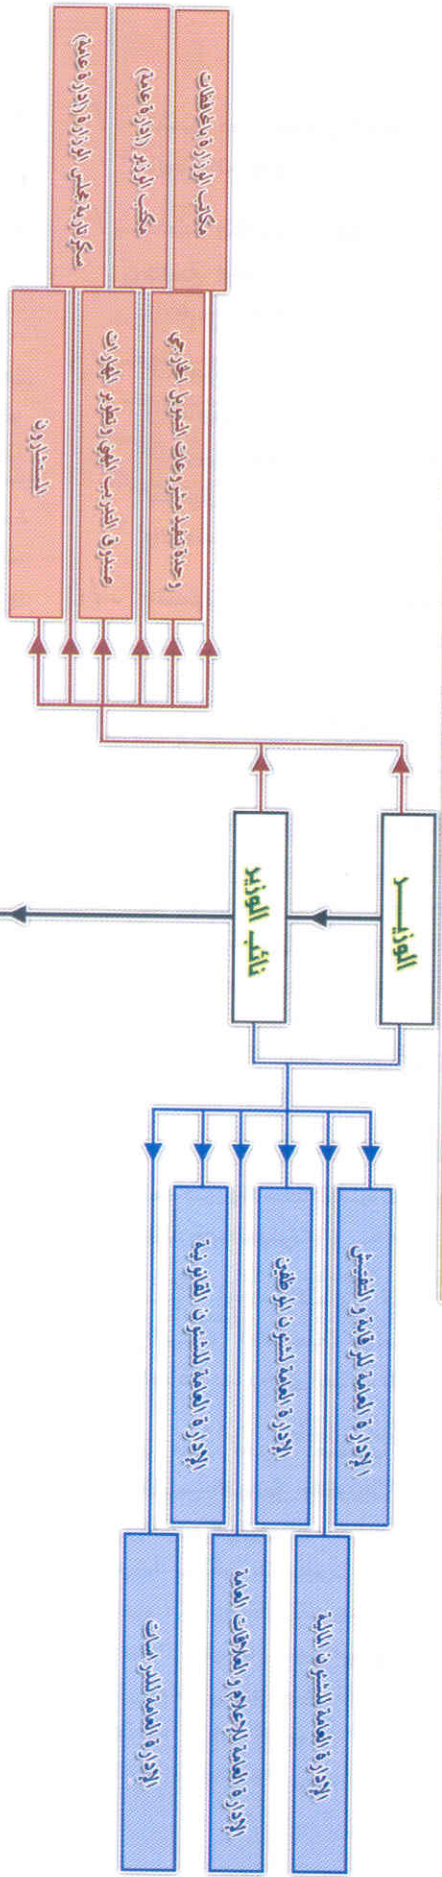 الوزيـــر
نائب الوزير
الإدارة العامة للرقابة والتفتيش
الإدارة العامة للشئون المالية
الإدارة العامة لشئون الموظفين
الإدارة العامة للإعلام والعلاقات العامة
الإدارة العامة للشئون القانونية
الإدارة العامة للدراسات
مكاتب الوزارة بالمحافظات
وحدة تنفيذ مشروعات التمويل الخارجي
مكتب الوزير (إدارة عامة)
صندوق التدريب المهني وتطوير المهارات
سكرتارية مجلس الوزارة (إدارة عامة)
المستشارون